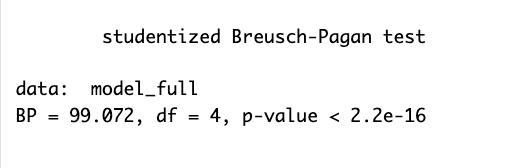 studentized Breusch-Pagan test
data:  model_full
BP = 99.072, df = 4, p-value < 2.2e-16